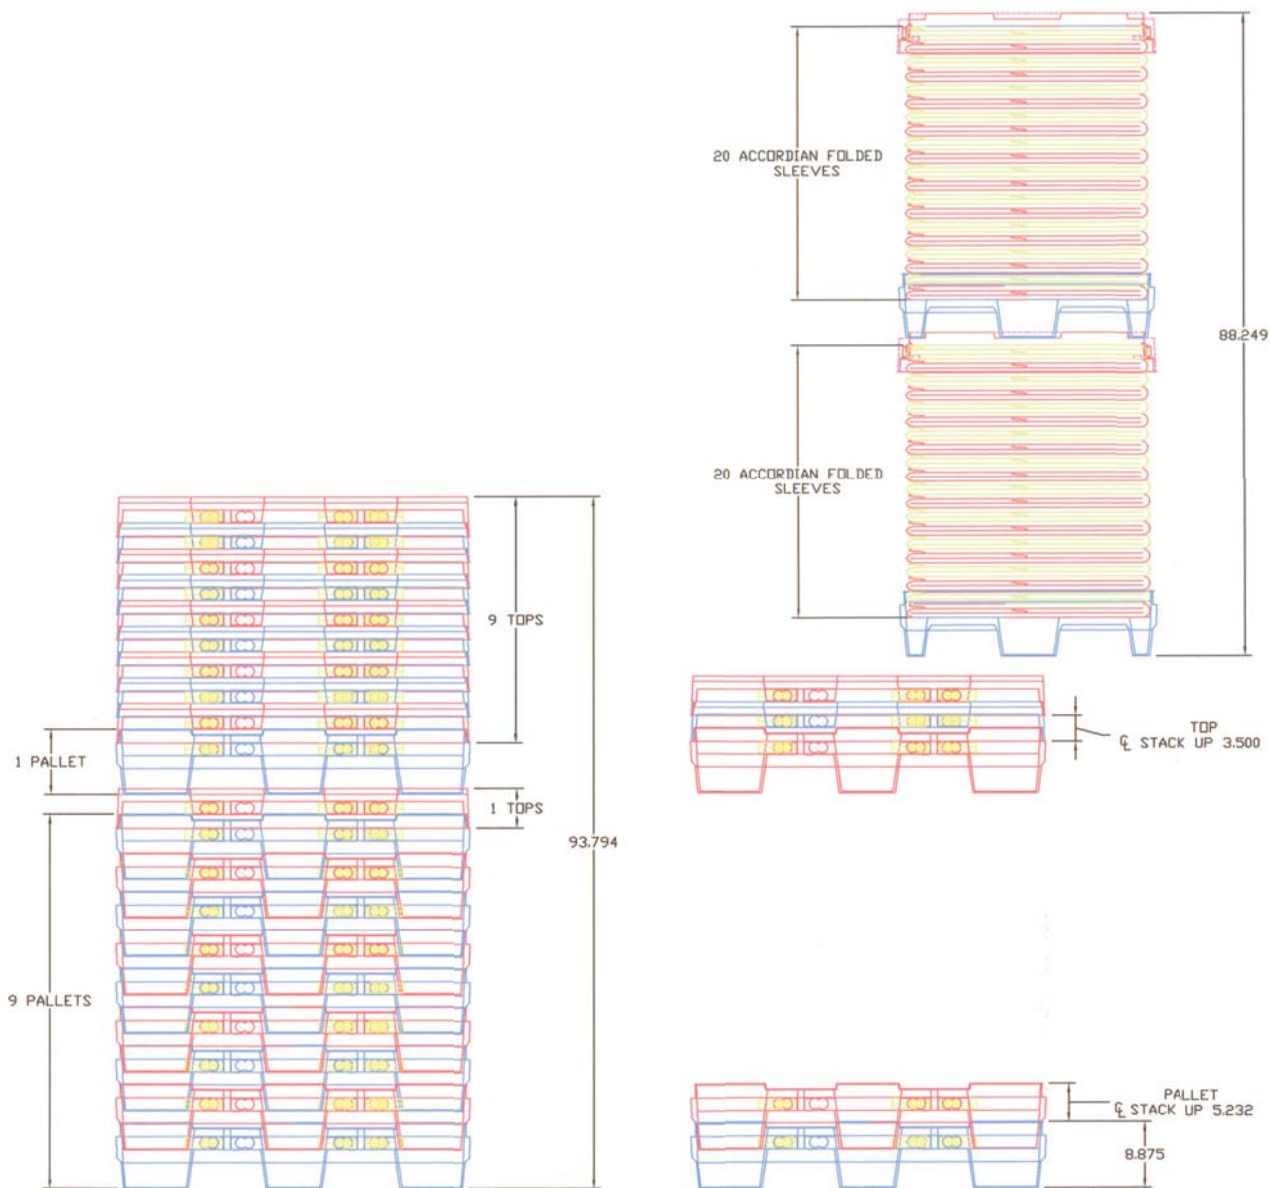 20 ACCORDIAN FOLDED
SLEEVES
88.249
20 ACCORDIAN FOLDED
SLEEVES
9 TOPS
1 PALLET
1 TOPS
93.794
9 PALLETS
TOP
℄ STACK UP 3.500
PALLET
℄ STACK UP 5.232
8.875